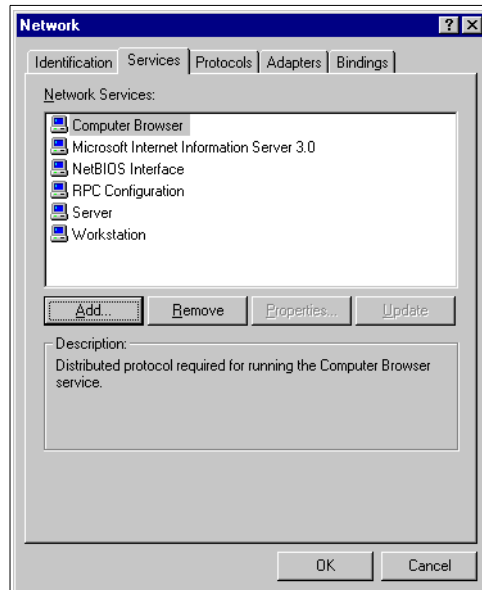 Network
Identification Services Protocols Adapters Bindings
Network Services:
Computer Browser
Microsoft Internet Information Server 3.0
NetBIOS Interface
RPC Configuration
Server
Workstation
Add... Remove Properties... Update
Description:
Distributed protocol required for running the Computer Browser
service.
OK Cancel